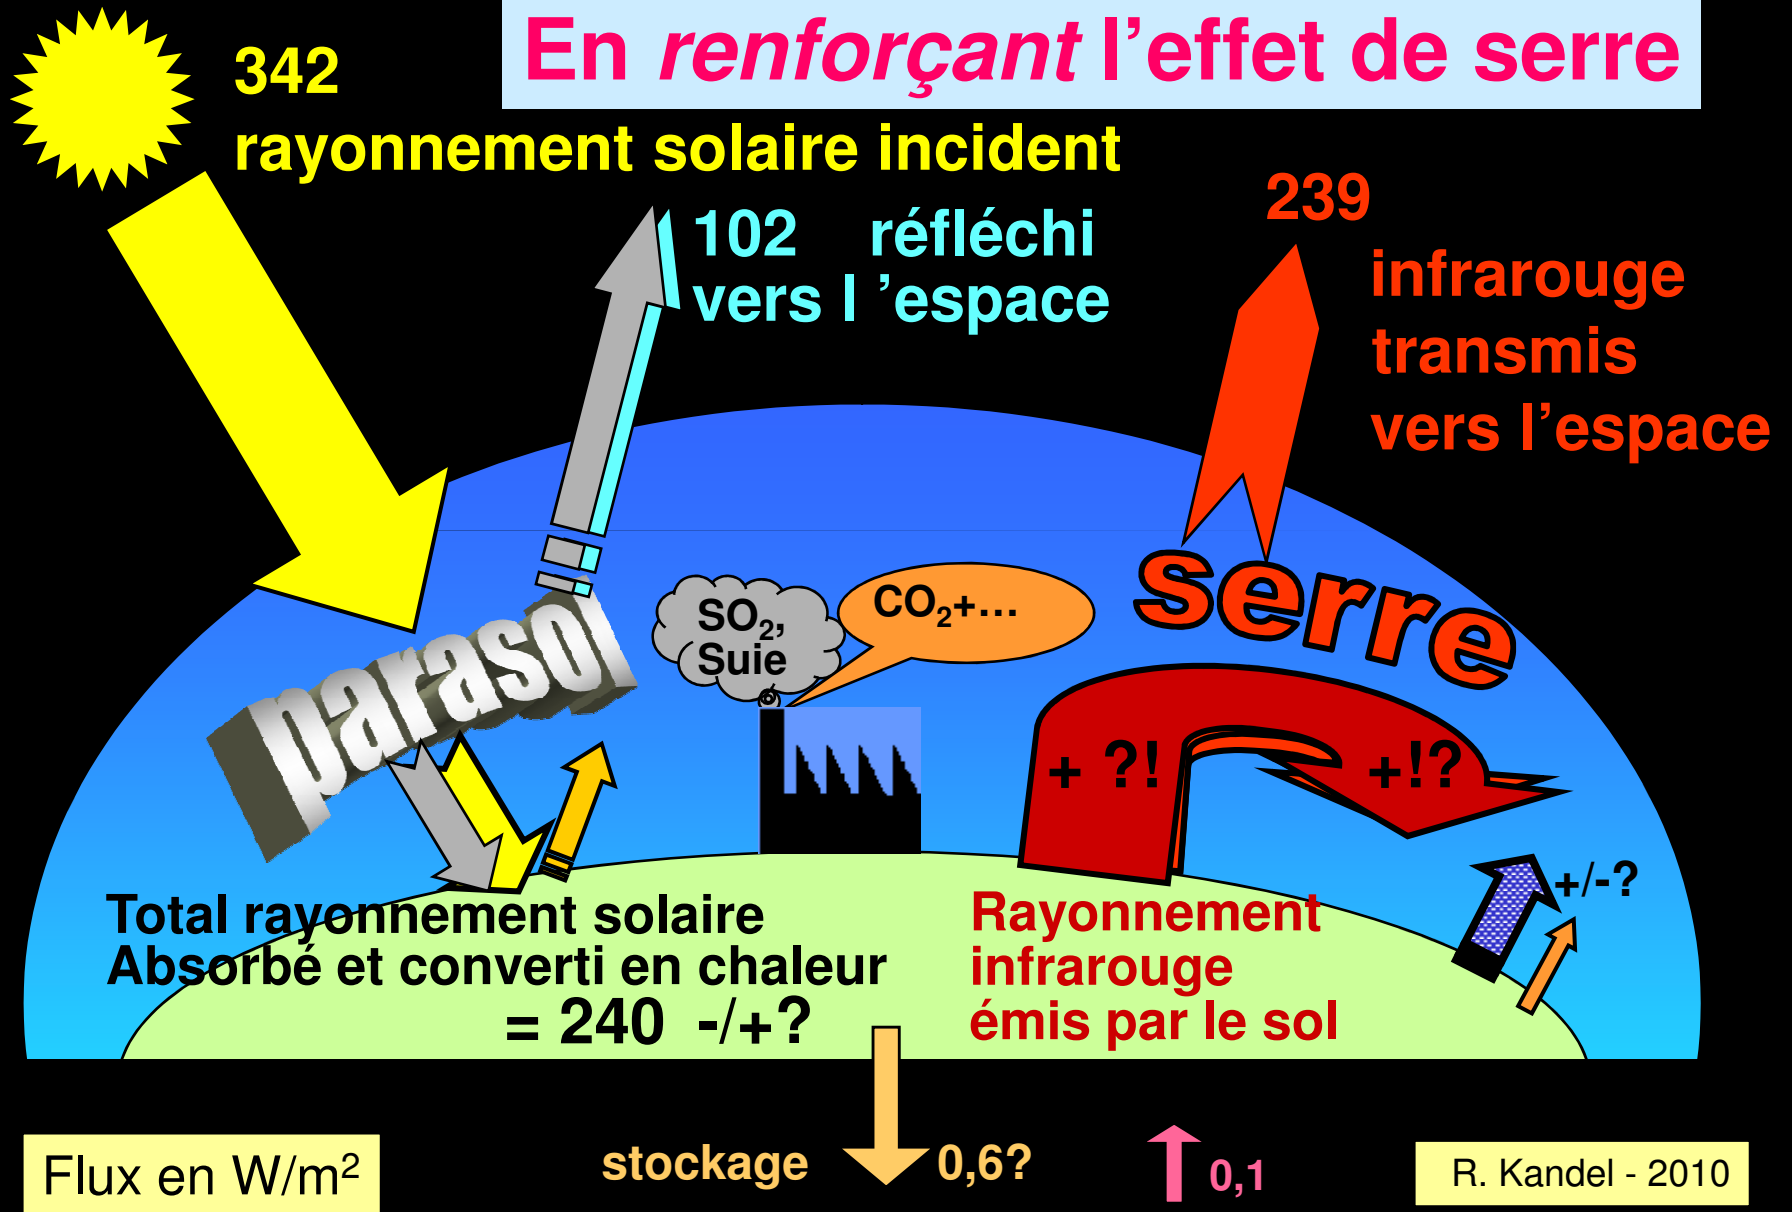 En renforçant l’effet de serre
342
rayonnement solaire incident
102 réfléchi
vers l ’espace
239
infrarouge
transmis
vers l’espace
serre
parasol
SO₂,
Suie
CO₂+…
+ ?!
+!?
+/-?
Total rayonnement solaire
Absorbé et converti en chaleur
= 240 -/+?
Rayonnement
infrarouge
émis par le sol
stockage 0,6?
0,1
Flux en W/m²
R. Kandel - 2010